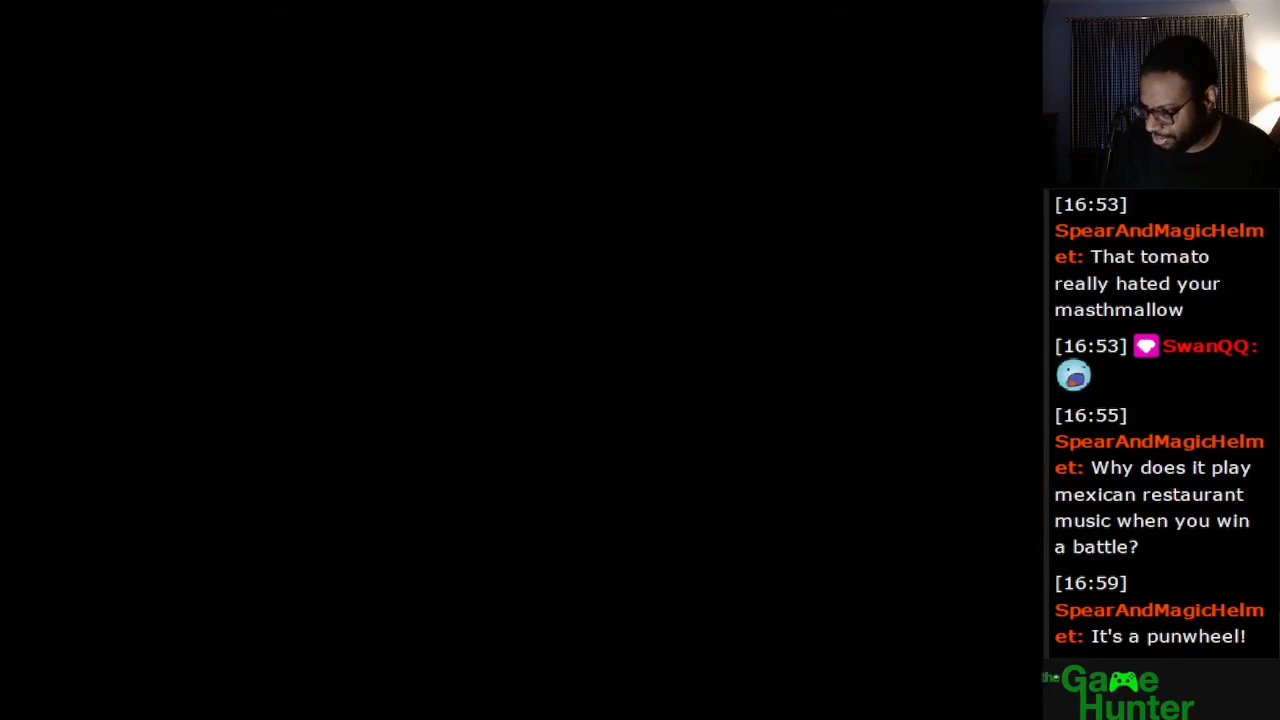 [16:53]
SpearAndMagicHelm
et: That tomato
really hated your
masthmallow
[16:53] SwanQQ:
[16:55]
SpearAndMagicHelm
et: Why does it play
mexican restaurant
music when you win
a battle?
[16:59]
SpearAndMagicHelm
et: It's a punwheel!
the Game
Hunter